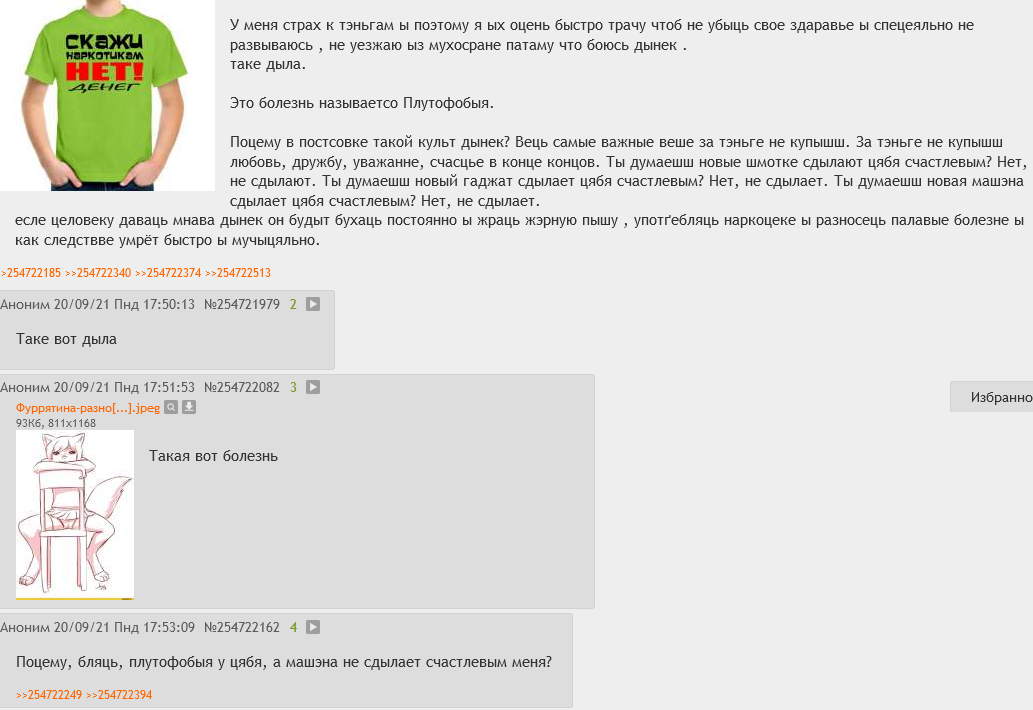 СКАЖИ
НАРКОТИКАМ
НЕТ!
ДЕНЕГ
У меня страх к тэньгам ы поэтому я ых оцень быстро трачу чтоб не убыць свое здаравье ы спецеяльно не
развываюсь , не уезжаю ыз мухосране патаму что боюсь дынек .
таке дыла.
Это болезнь называетсо Плутофобыя.
Поцему в постсовке такой культ дынек? Вець самые важные веше за тэньге не купышш. За тэньге не купышш
любовь, дружбу, уважанне, счасцье в конце концов. Ты думаешш новые шмотке сдылают цябя счастлевым? Нет,
не сдылают. Ты думаешш новый гаджат сдылает цябя счастлевым? Нет, не сдылает. Ты думаешш новая машэна
сдылает цябя счастлевым? Нет, не сдылает.
есле целовеку даваць мнава дынек он будыт бухаць постоянно ы жраць жэрную пышу , употґебляць наркоцеке ы разносець палавые болезне ы
как следствве умрёт быстро ы мучыцяльно.
>254722185 >>254722340 >>254722374 >>254722513
Аноним 20/09/21 Пнд 17:50:13 №254721979 2
Таке вот дыла
Аноним 20/09/21 Пнд 17:51:53 №254722082 3
Фуррятина-разно[...].jpeg
93Кб, 811x1168
Избранно
Такая вот болезнь
Аноним 20/09/21 Пнд 17:53:09 №254722162 4
Поцему, бляць, плутофобыя у цябя, а машэна не сдылает счастлевым меня?
>>254722249 >>254722394